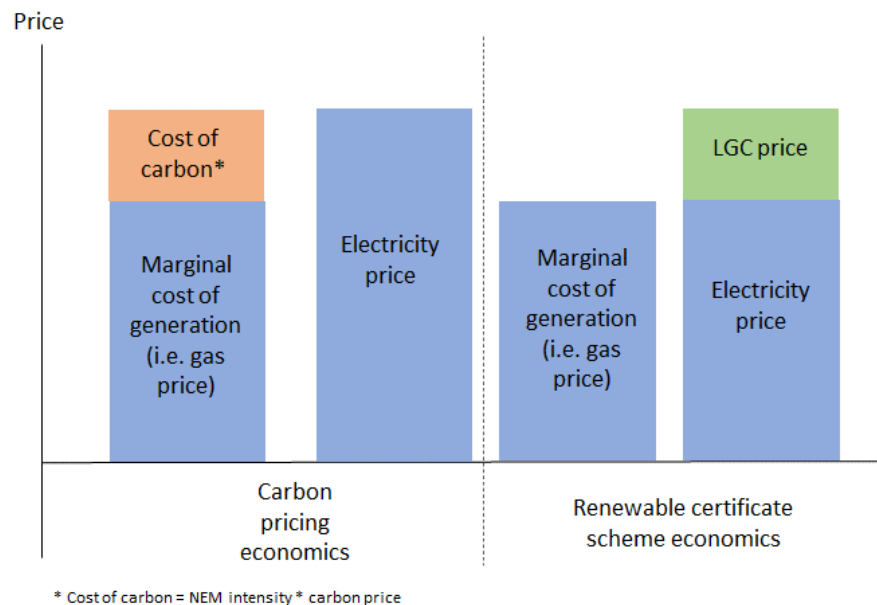 Price
Cost of
carbon*
Marginal
cost of
generation
(i.e. gas
price)
Electricity
price
Marginal
cost of
generation
(i.e. gas
price)
LGC price
Electricity
price
Carbon
pricing
economics
Renewable certificate
scheme economics
* Cost of carbon = NEM intensity * carbon price